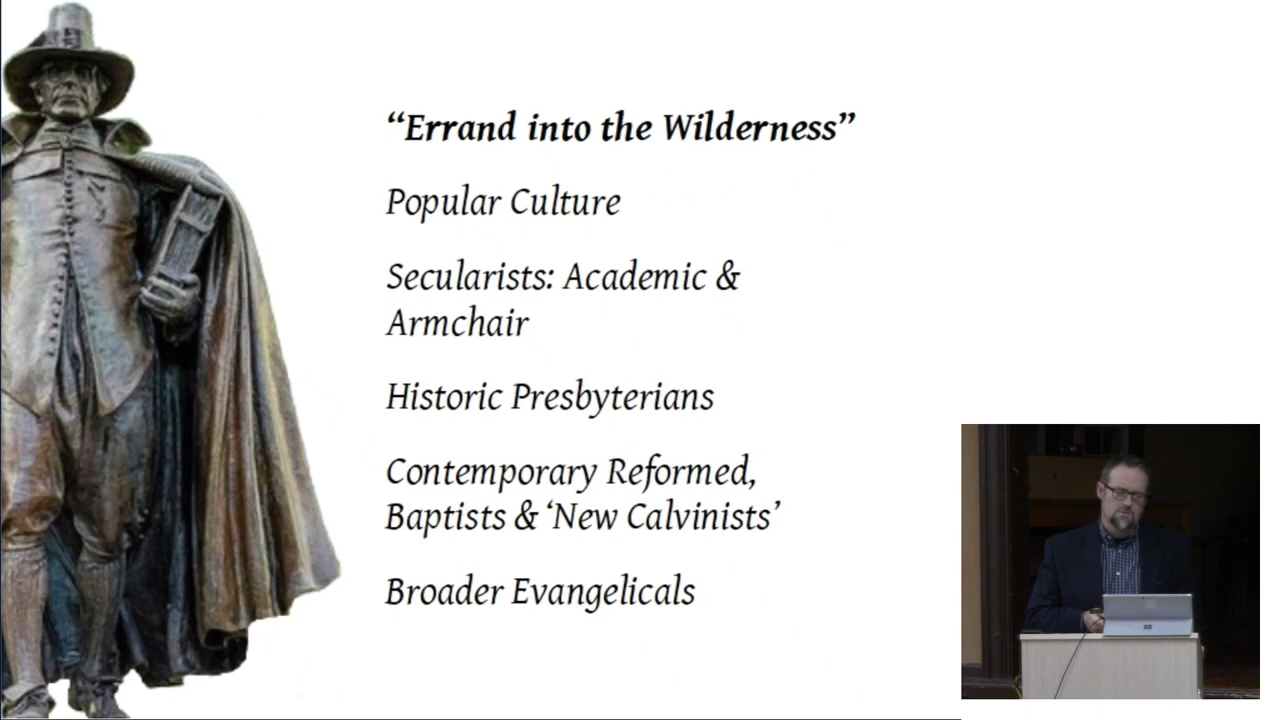 “Errand into the Wilderness”
Popular Culture
Secularists: Academic &
Armchair
Historic Presbyterians
Contemporary Reformed,
Baptists & ‘New Calvinists’
Broader Evangelicals